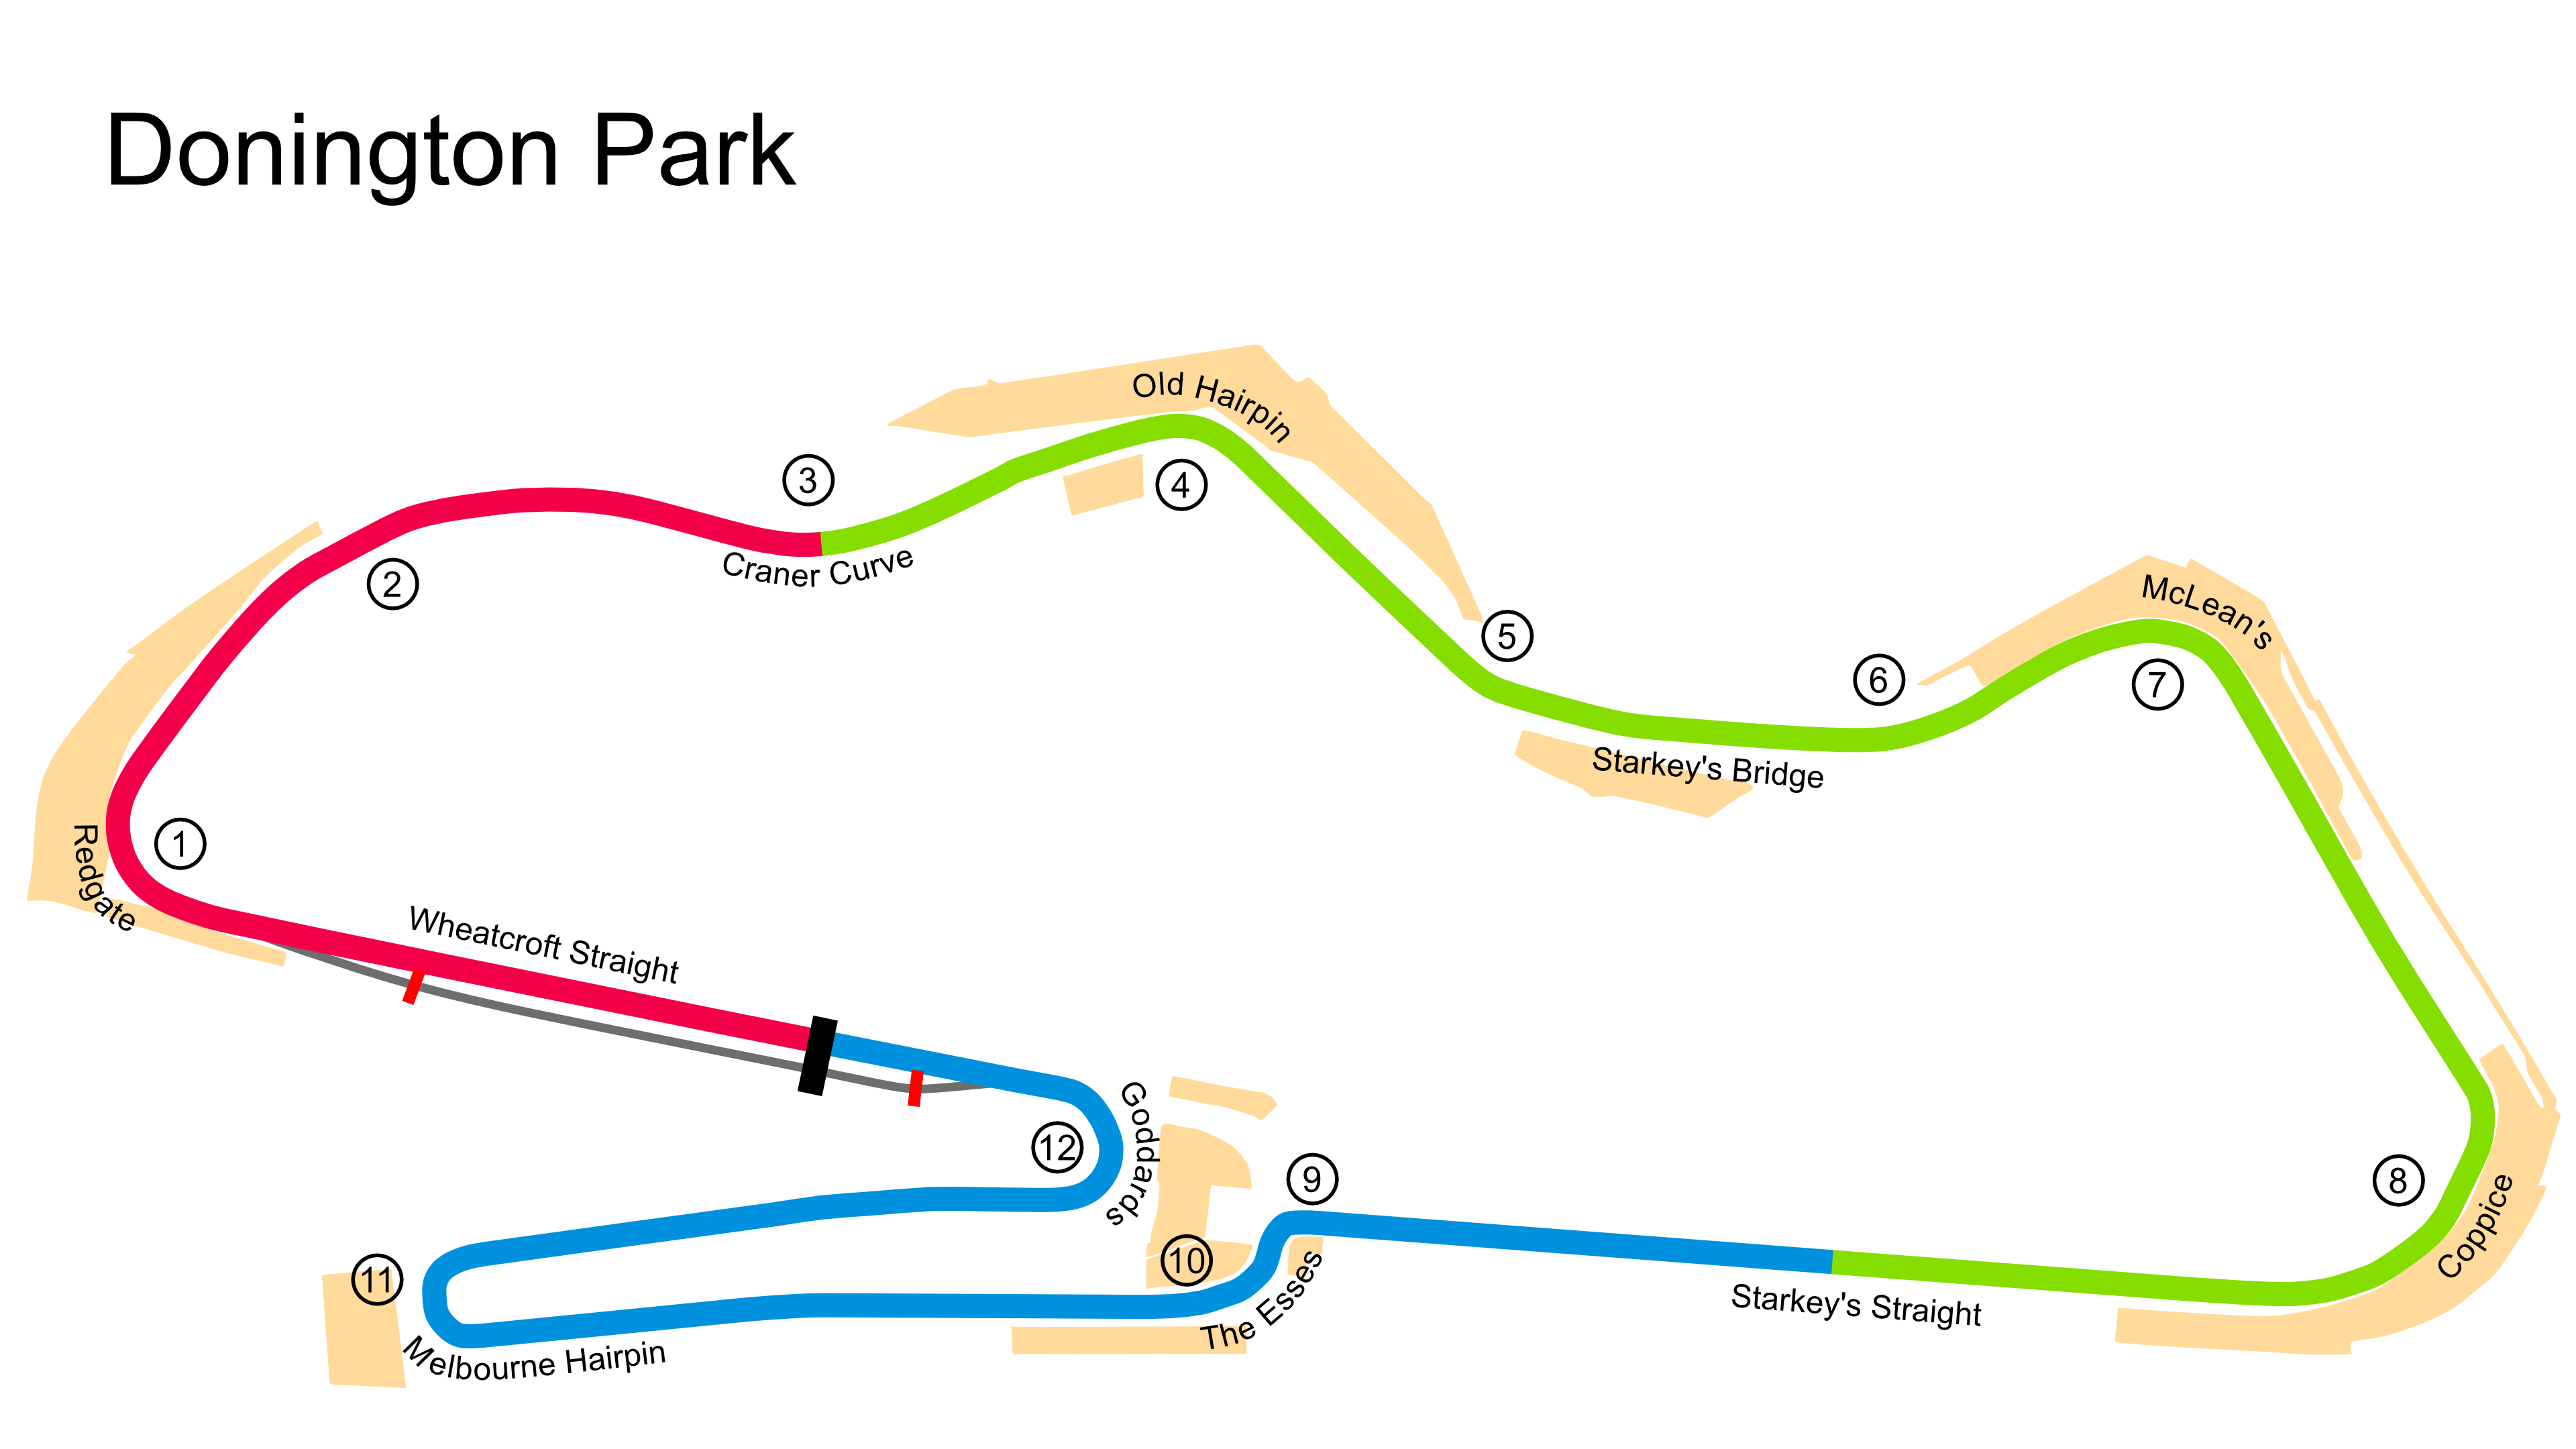 Donington Park
Old Hairpin
3
4
Craner Curve
2
McLean's
5
6
7
Starkey's Bridge
1
Redgate
Wheatcroft Straight
Goddards
12
9
8
Coppice
10
11
The Esses
Starkey's Straight
Melbourne Hairpin